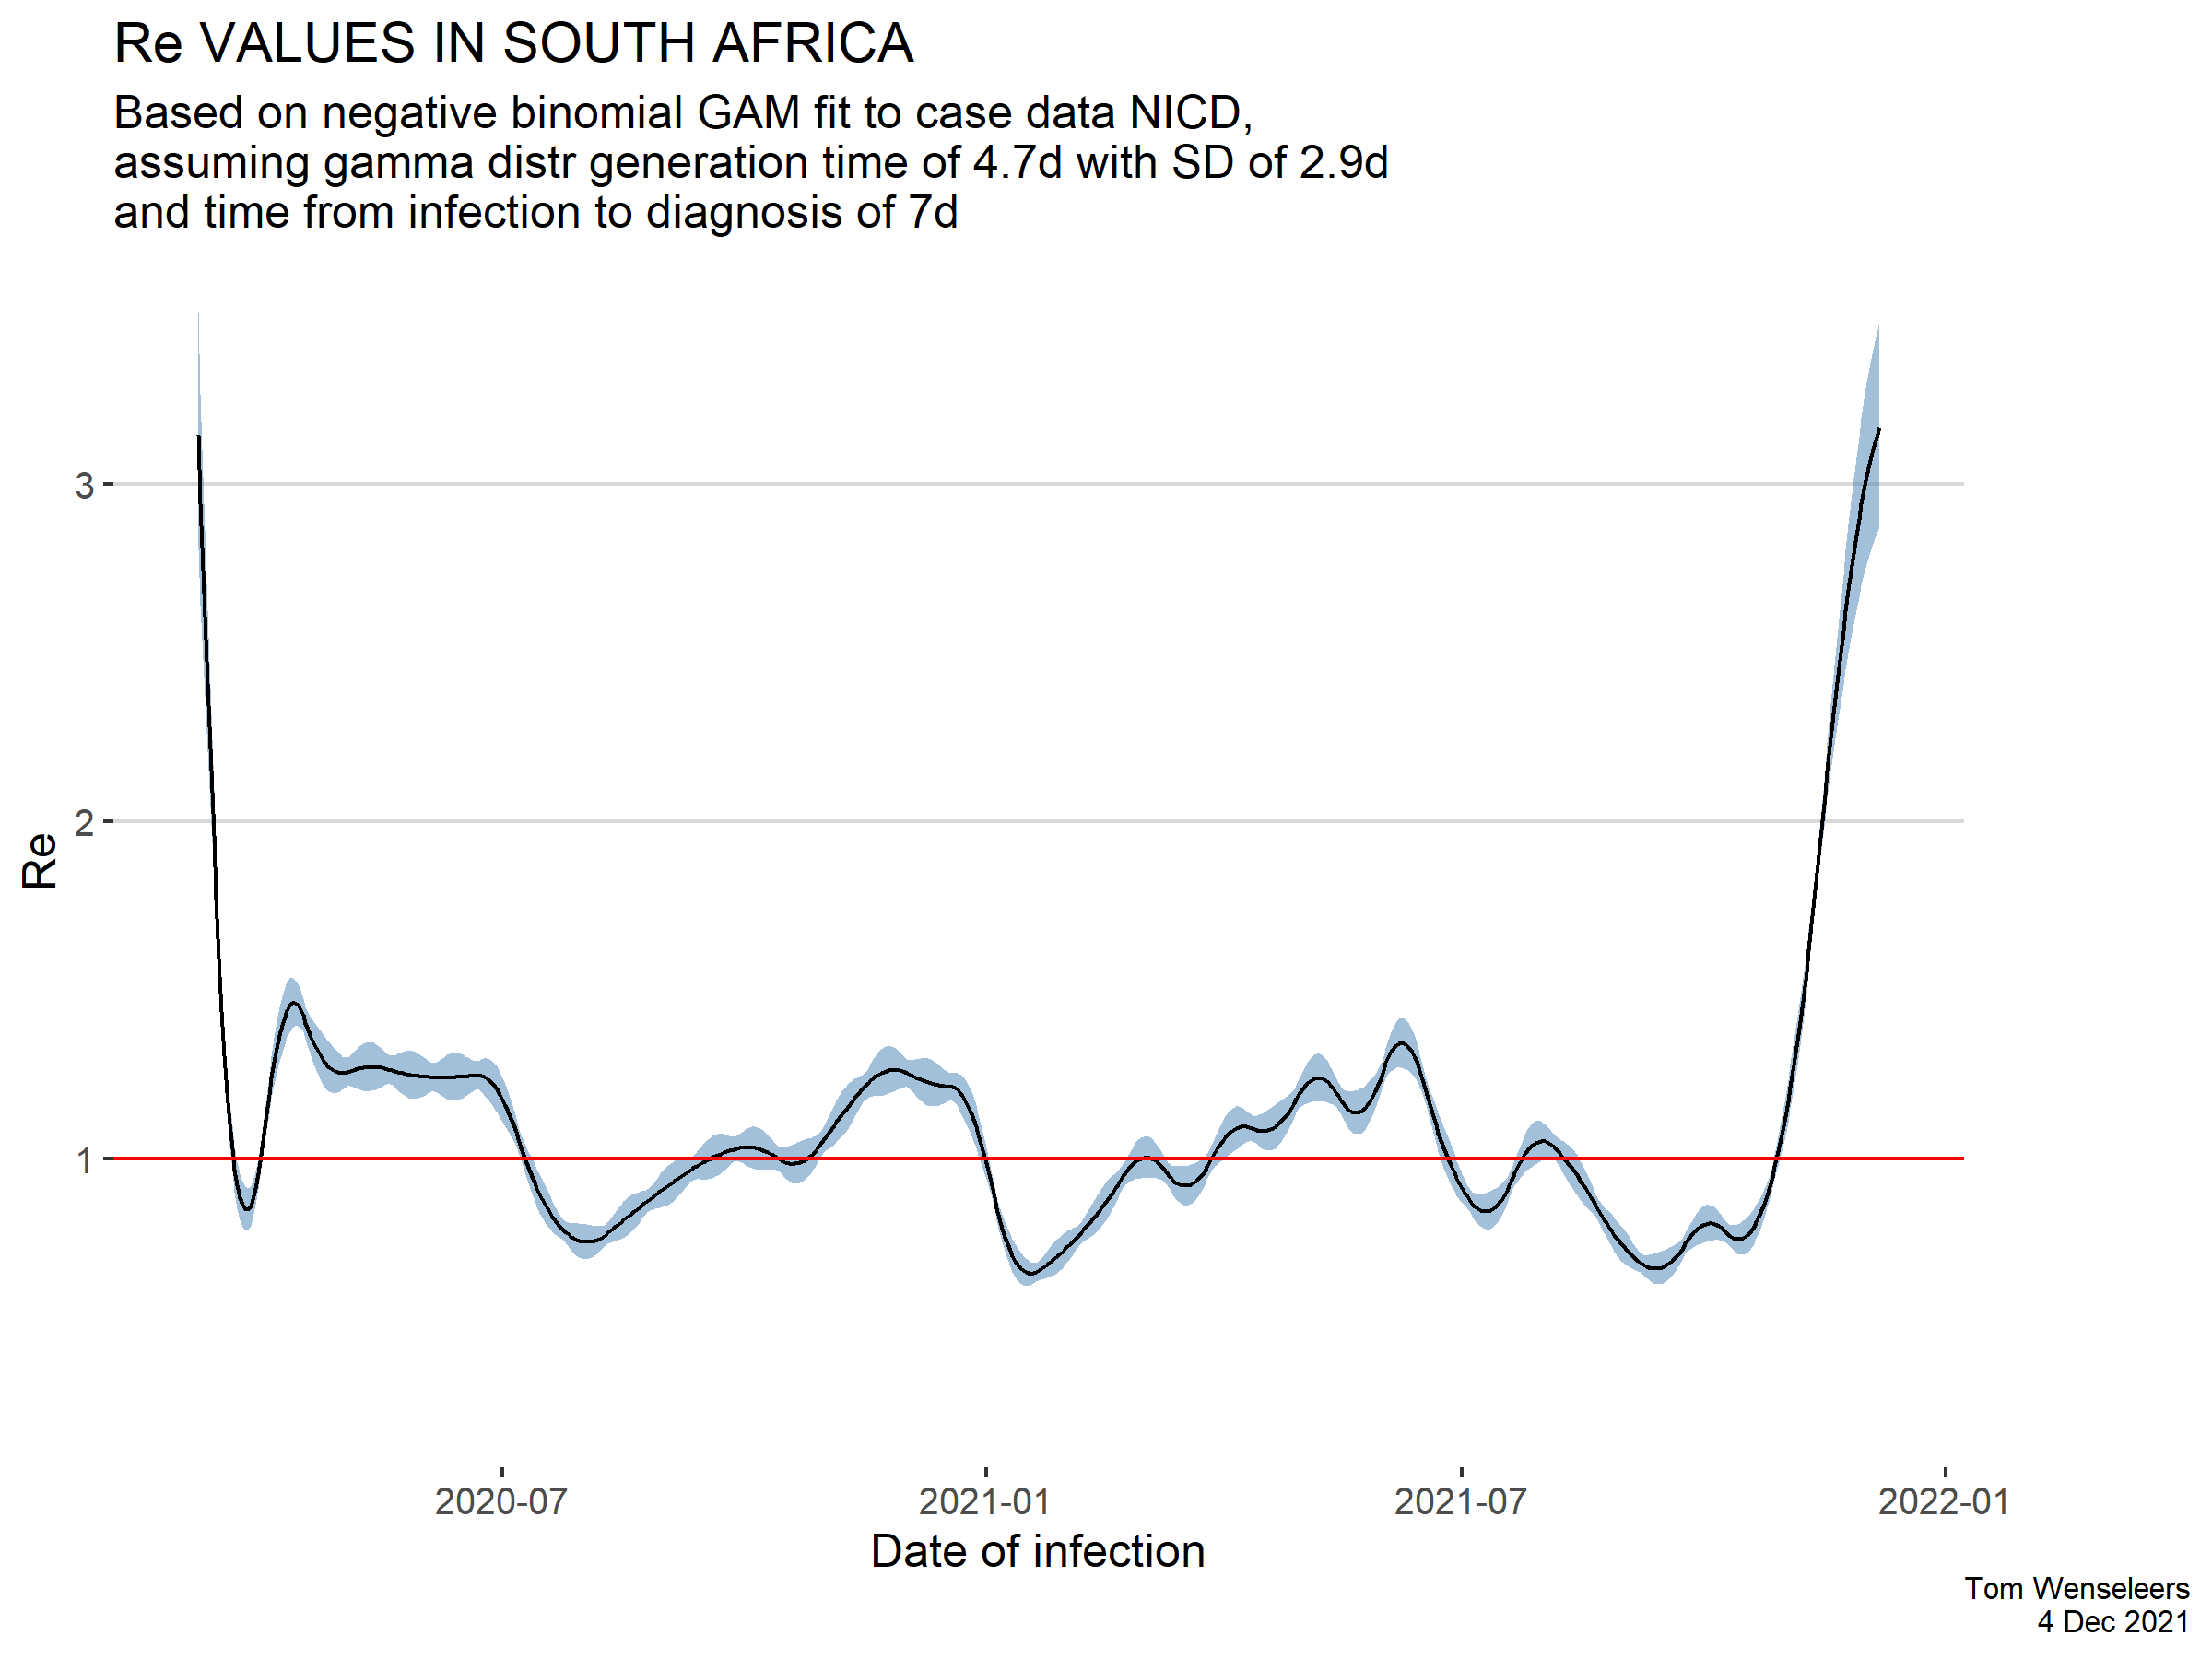 Re VALUES IN SOUTH AFRICA
Based on negative binomial GAM fit to case data NICD,
assuming gamma distr generation time of 4.7d with SD of 2.9d
and time from infection to diagnosis of 7d
3
2
1
Re
2020-07
2021-01
2021-07
2022-01
Date of infection
Tom Wenseleers
4 Dec 2021